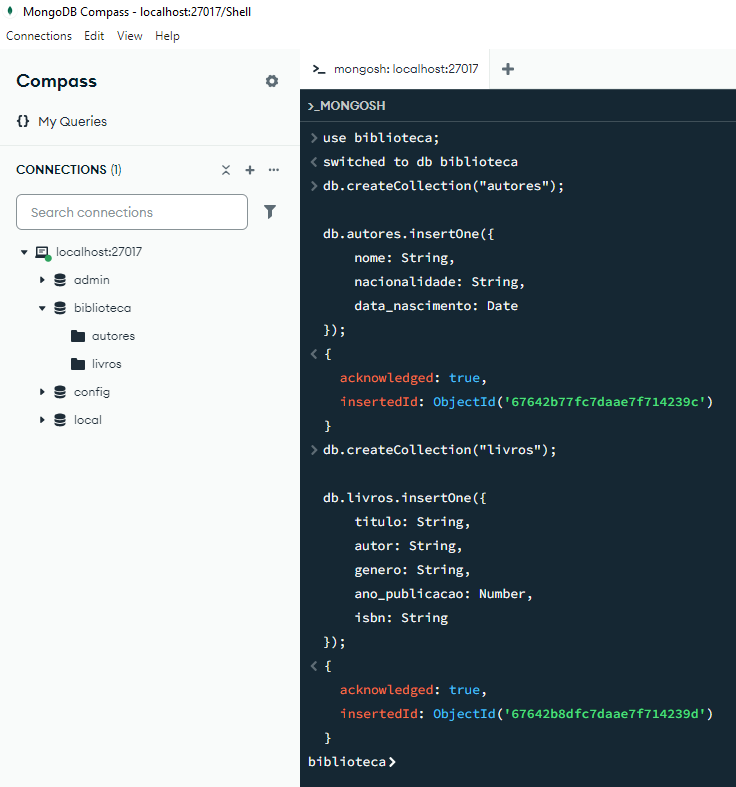 MongoDB Compass - localhost:27017/Shell
Connections Edit View Help
Compass
{} My Queries
CONNECTIONS (1)
Search connections
localhost:27017
admin
biblioteca
autores
livros
config
local
>_ mongosh: localhost:27017 +
>_MONGOSH
> use biblioteca;
< switched to db biblioteca
> db.createCollection("autores");
db.autores.insertOne({
    nome: String,
    nacionalidade: String,
    data_nascimento: Date
});
< {
  acknowledged: true,
  insertedId: ObjectId('67642b77fc7daae7f714239c')
}
> db.createCollection("livros");
db.livros.insertOne({
    titulo: String,
    autor: String,
    genero: String,
    ano_publicacao: Number,
    isbn: String
});
< {
  acknowledged: true,
  insertedId: ObjectId('67642b8dfc7daae7f714239d')
}
biblioteca>